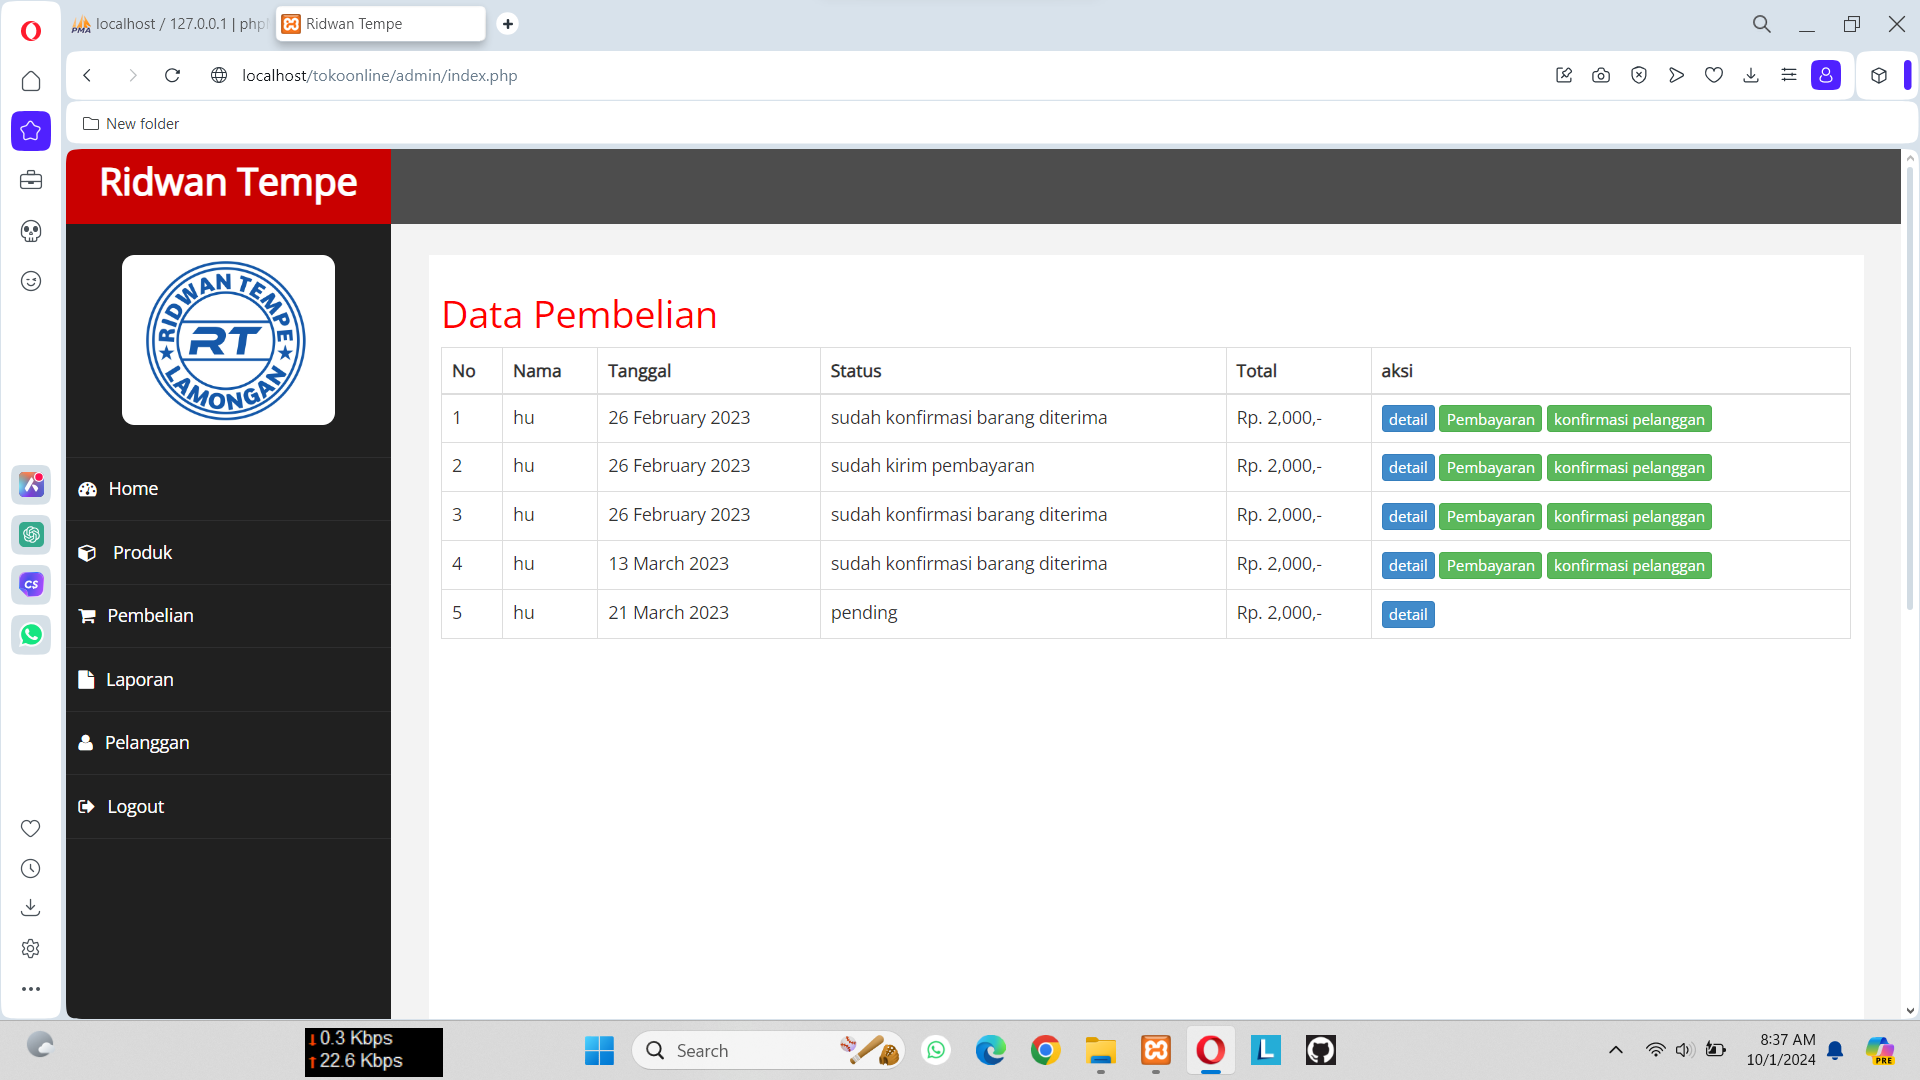 localhost / 127.0.0.1 | php
Ridwan Tempe
localhost/tokoonline/admin/index.php
New folder
Ridwan Tempe
RIDWAN TEMPE
RT
LAMONGAN
Home
Produk
Pembelian
Laporan
Pelanggan
Logout
Data Pembelian
No Nama Tanggal Status Total aksi
1 hu 26 February 2023 sudah konfirmasi barang diterima Rp. 2,000,- detail Pembayaran konfirmasi pelanggan
2 hu 26 February 2023 sudah kirim pembayaran Rp. 2,000,- detail Pembayaran konfirmasi pelanggan
3 hu 26 February 2023 sudah konfirmasi barang diterima Rp. 2,000,- detail Pembayaran konfirmasi pelanggan
4 hu 13 March 2023 sudah konfirmasi barang diterima Rp. 2,000,- detail Pembayaran konfirmasi pelanggan
5 hu 21 March 2023 pending Rp. 2,000,- detail
CS
0.3 Kbps
22.6 Kbps
Search
L
8:37 AM
10/1/2024
PRE
PMA